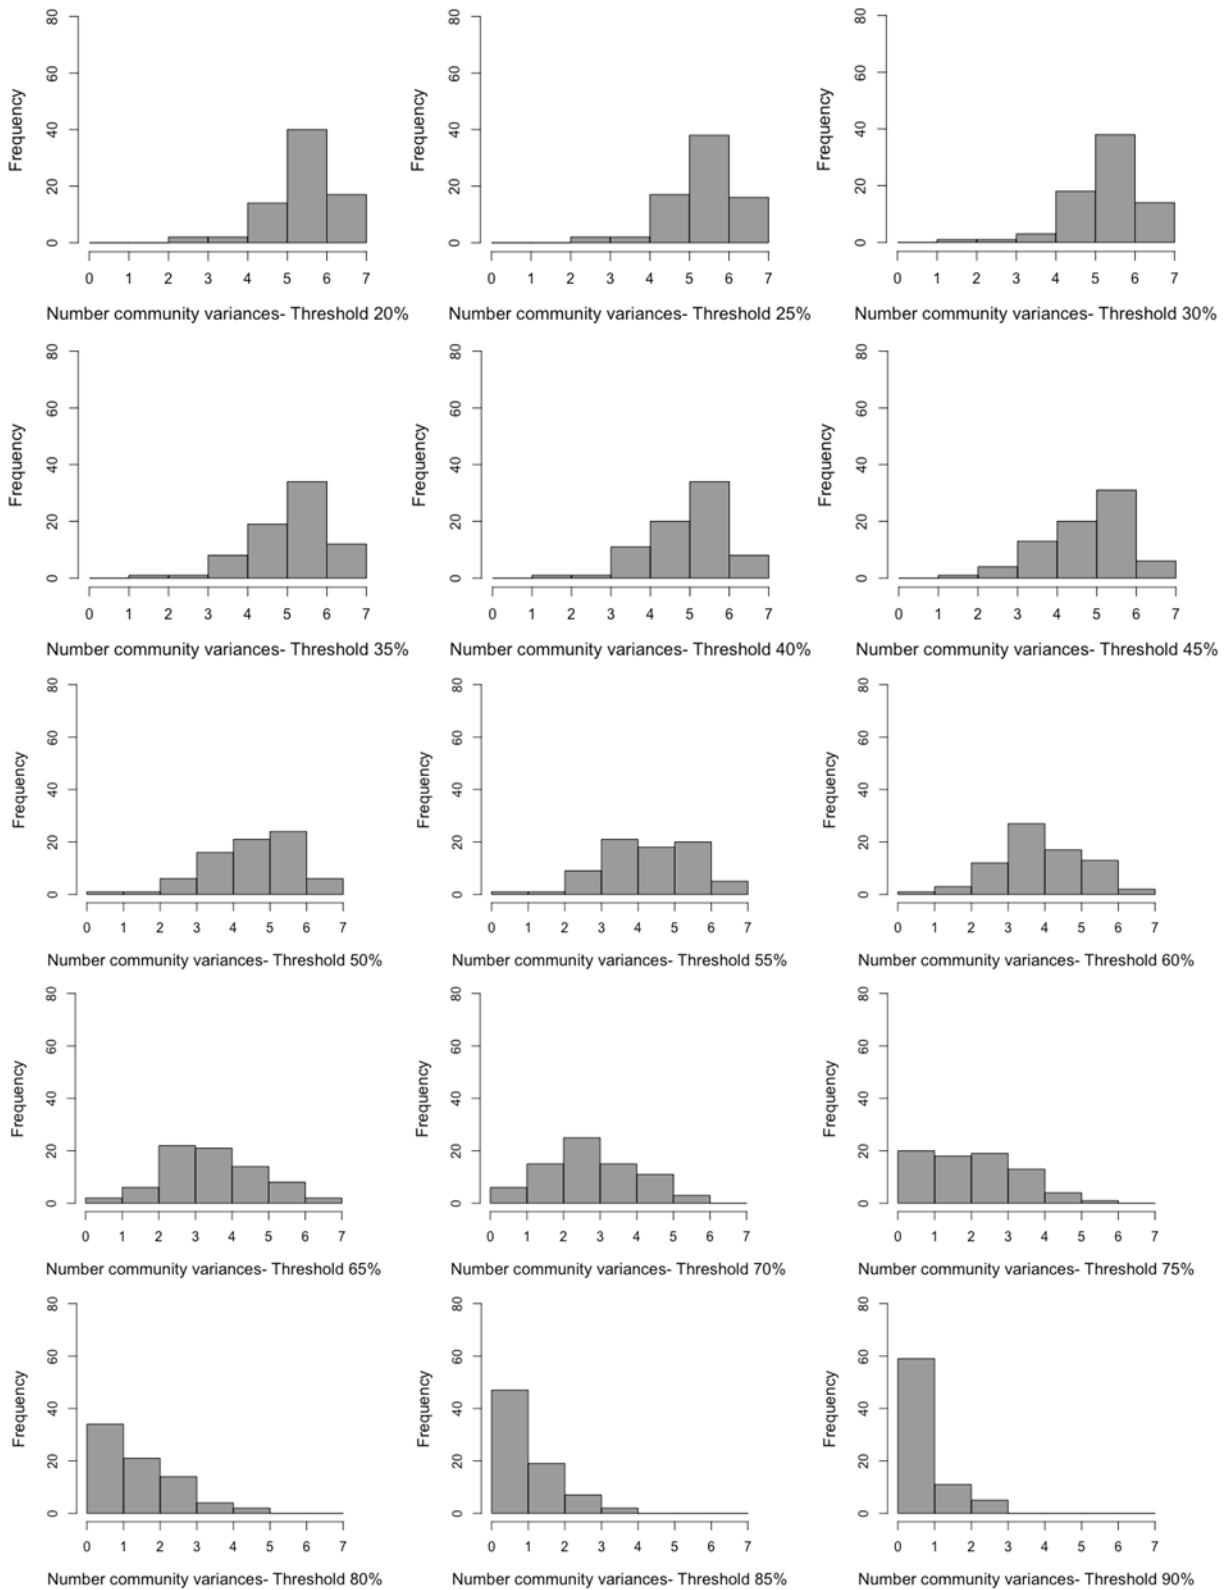 80
60
40
20
0
Frequency
0 1 2 3 4 5 6 7
Number community variances- Threshold 20%
80
60
40
20
0
Frequency
0 1 2 3 4 5 6 7
Number community variances- Threshold 25%
80
60
40
20
0
Frequency
0 1 2 3 4 5 6 7
Number community variances- Threshold 30%
80
60
40
20
0
Frequency
0 1 2 3 4 5 6 7
Number community variances- Threshold 35%
80
60
40
20
0
Frequency
0 1 2 3 4 5 6 7
Number community variances- Threshold 40%
80
60
40
20
0
Frequency
0 1 2 3 4 5 6 7
Number community variances- Threshold 45%
80
60
40
20
0
Frequency
0 1 2 3 4 5 6 7
Number community variances- Threshold 50%
80
60
40
20
0
Frequency
0 1 2 3 4 5 6 7
Number community variances- Threshold 55%
80
60
40
20
0
Frequency
0 1 2 3 4 5 6 7
Number community variances- Threshold 60%
80
60
40
20
0
Frequency
0 1 2 3 4 5 6 7
Number community variances- Threshold 65%
80
60
40
20
0
Frequency
0 1 2 3 4 5 6 7
Number community variances- Threshold 70%
80
60
40
20
0
Frequency
0 1 2 3 4 5 6 7
Number community variances- Threshold 75%
80
60
40
20
0
Frequency
0 1 2 3 4 5 6 7
Number community variances- Threshold 80%
80
60
40
20
0
Frequency
0 1 2 3 4 5 6 7
Number community variances- Threshold 85%
80
60
40
20
0
Frequency
0 1 2 3 4 5 6 7
Number community variances- Threshold 90%